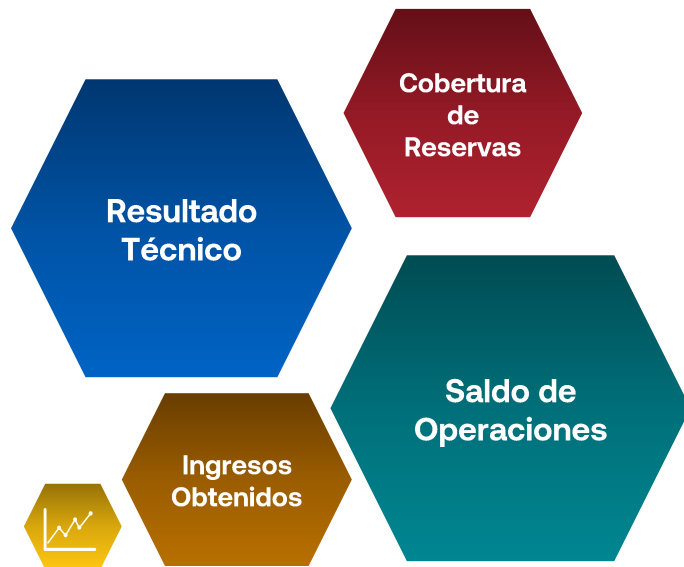 Cobertura
de
Reservas
Resultado
Técnico
Saldo de
Operaciones
Ingresos
Obtenidos